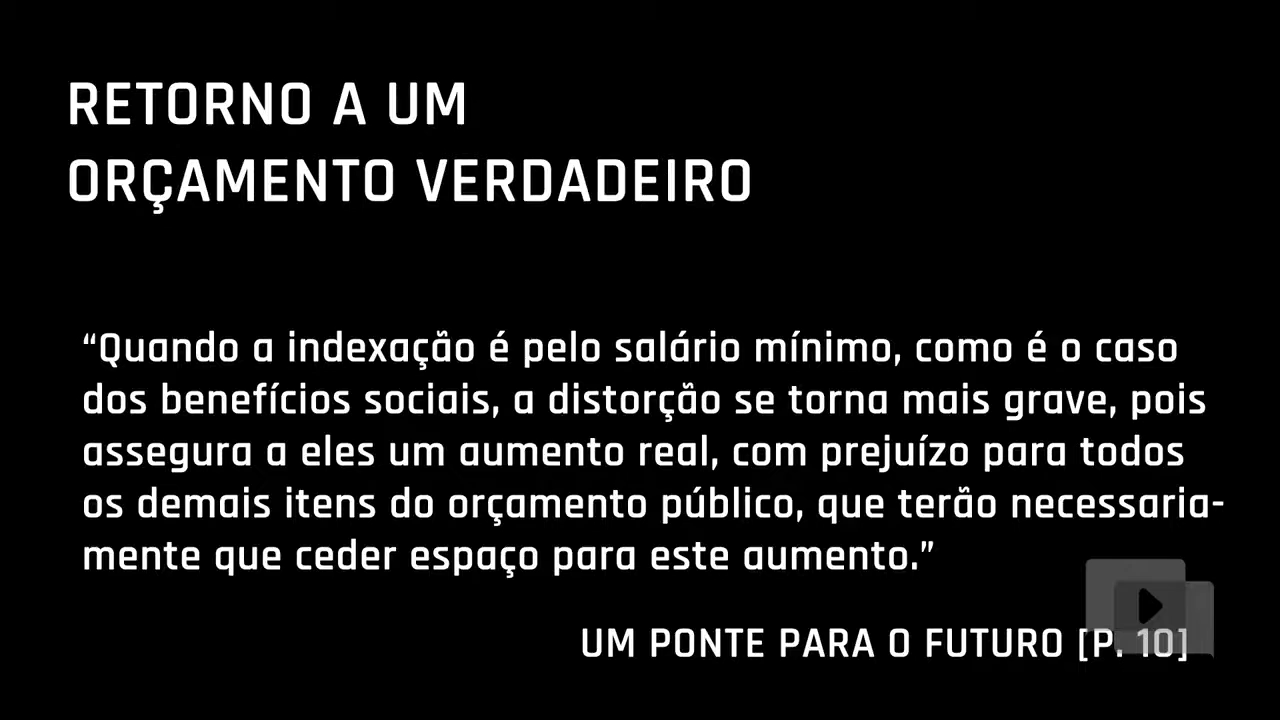 RETORNO A UM
ORÇAMENTO VERDADEIRO
“Quando a indexação é pelo salário mínimo, como é o caso
dos benefícios sociais, a distorção se torna mais grave, pois
assegura a eles um aumento real, com prejuízo para todos
os demais itens do orçamento público, que terão necessaria-
mente que ceder espaço para este aumento.”
UM PONTE PARA O FUTURO [P. 10]